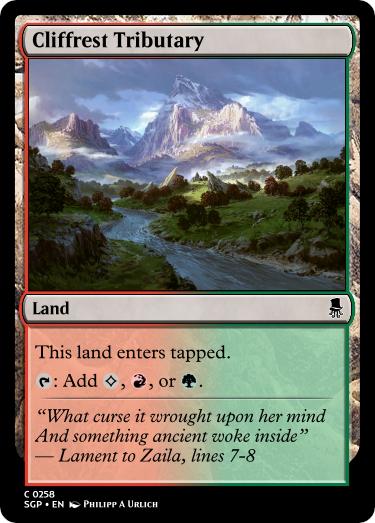 Cliffrest Tributary
Land
This land enters tapped.
: Add , , or .
“What curse it wrought upon her mind
And something ancient woke inside”
— Lament to Zaila, lines 7-8
C 0258
SGP • EN Philipp A Urlich